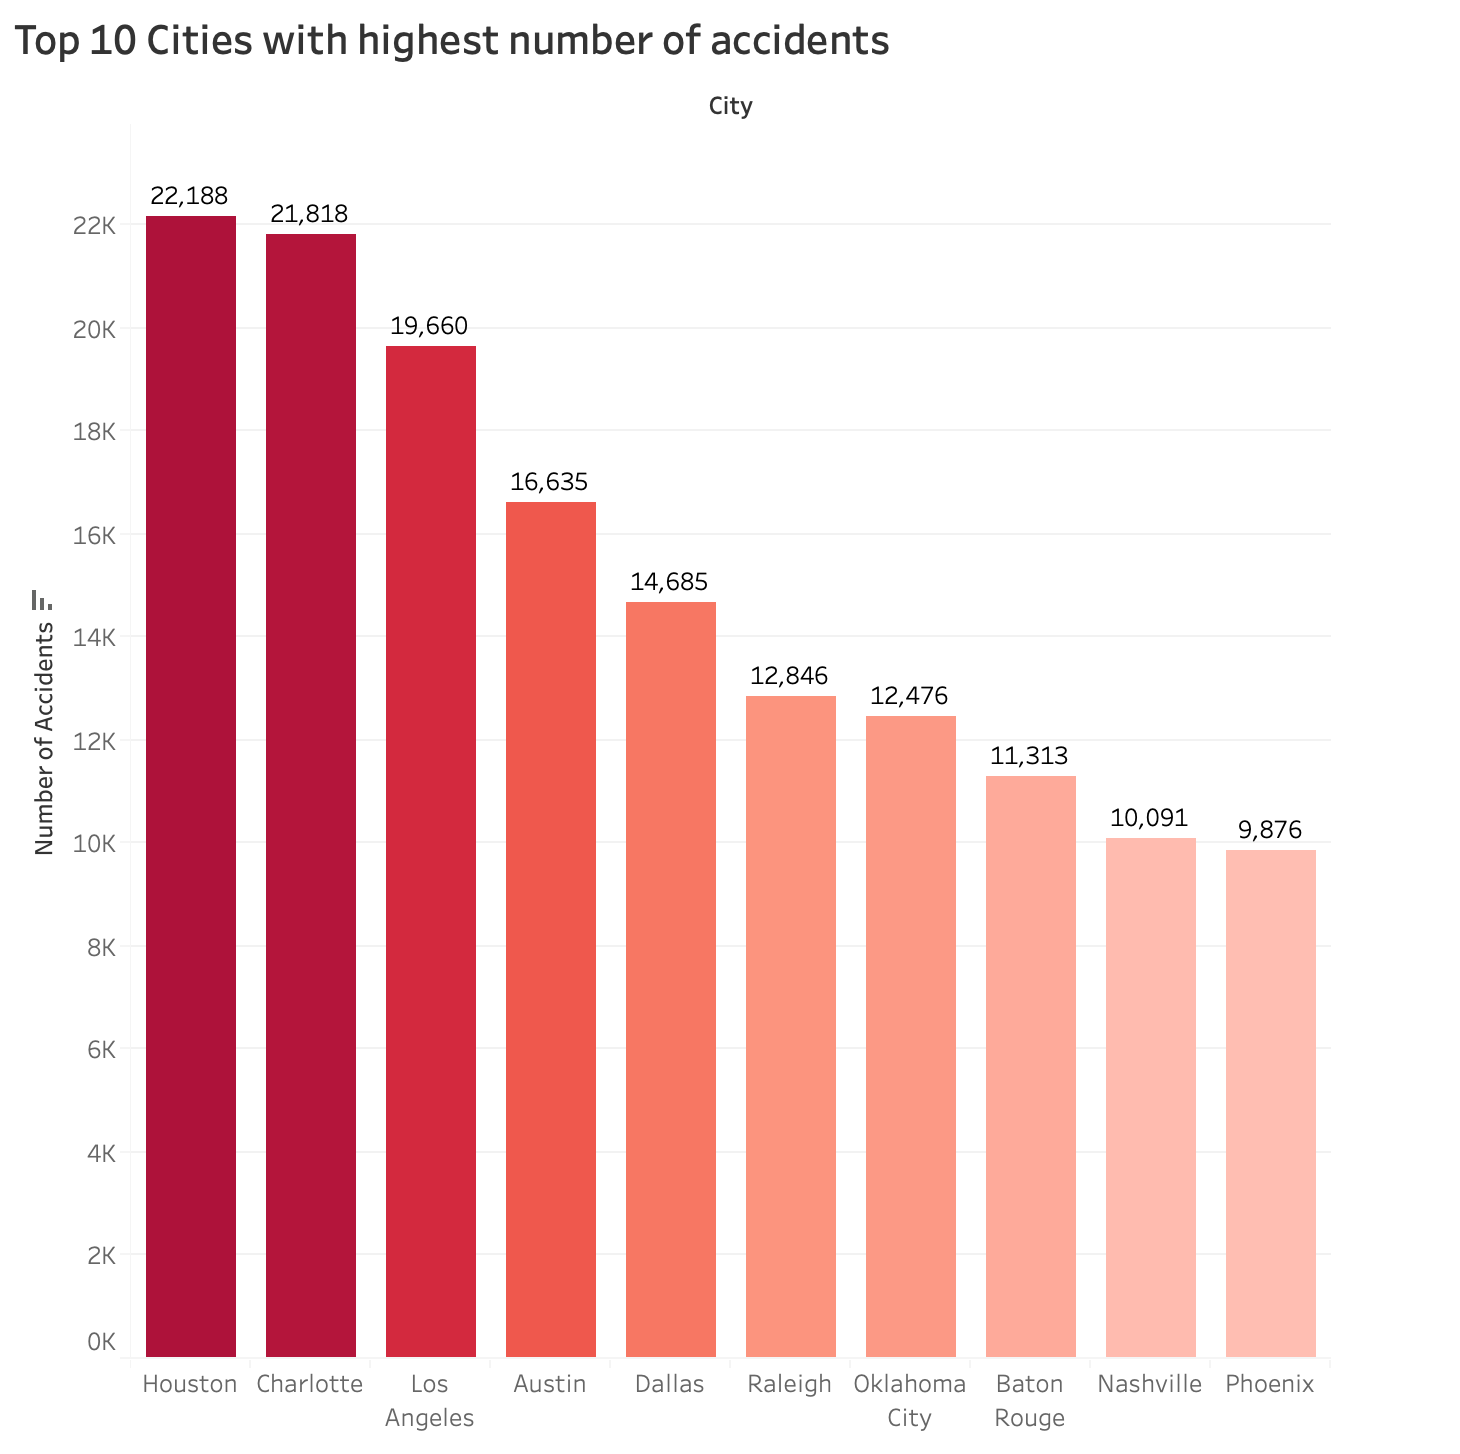 Top 10 Cities with highest number of accidents
City
22,188
21,818
19,660
16,635
14,685
12,846
12,476
11,313
10,091
9,876
22K
20K
18K
16K
14K
12K
10K
8K
6K
4K
2K
0K
Number of Accidents
Houston
Charlotte
Los
Angeles
Austin
Dallas
Raleigh
Oklahoma
City
Baton
Rouge
Nashville
Phoenix